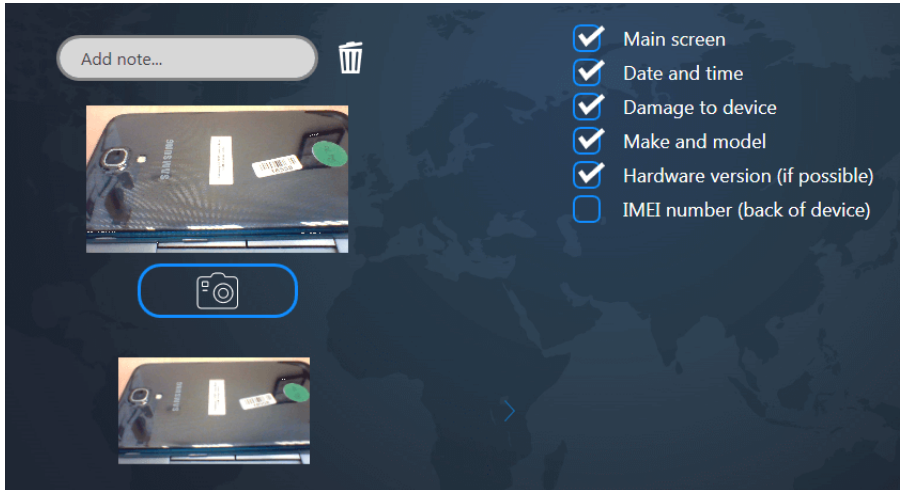 Add note...
Main screen
Date and time
Damage to device
Make and model
Hardware version (if possible)
IMEI number (back of device)
SAMSUNG
SAMSUNG